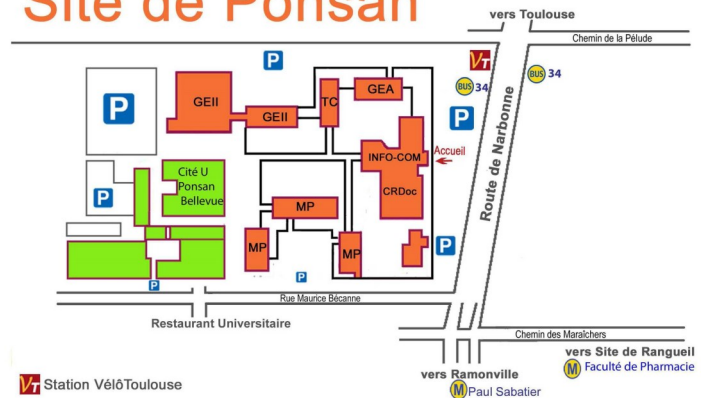 Site de Ponsan
vers Toulouse
Chemin de la Pélude
P
VT
BUS 34
BUS 34
GEII
GEII
TC
GEA
P
P
Route de Narbonne
INFO-COM
Accueil
CRDoc
Cité U
Ponsan
Bellevue
P
MP
MP
MP
P
P
P
Rue Maurice Bécanne
Restaurant Universitaire
Chemin des Maraîchers
vers Site de Rangueil
M Faculté de Pharmacie
vers Ramonville
M Paul Sabatier
VT Station VélôToulouse